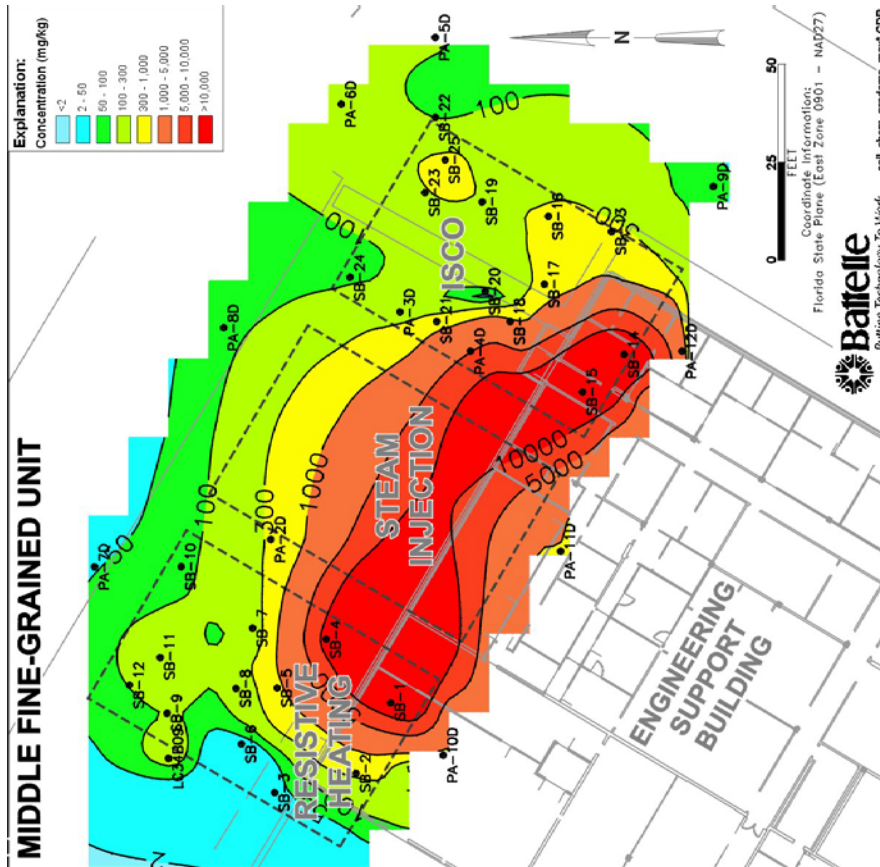 MIDDLE FINE-GRAINED UNIT
Explanation:
Concentration (mg/kg)
<2
2 - 50
50 - 100
100 - 300
300 - 1,000
1,000 - 5,000
5,000 - 10,000
>10,000
PA-7D
50
SB-10
100
PA-8D
PA-6D
PA-5D
SB-12
SB-11
SB-9
SB-7
300
PA-2D
1000
SB-24
100
SB-22
100
SB-25
SB-23
SB-8
SB-6
SB-5
SB-4
SB-3
SB-1
SB-2
PA-10D
RESISTIVE
HEATING
STEAM
INJECTION
ISCO
PA-3D
SB-21
PA-4D
SB-20
SB-19
SB-18
SB-17
SB-16
SB-15
SB-14
10000
5000
PA-11D
PA-12D
PA-9D
ENGINEERING
SUPPORT
BUILDING
N
0
25
50
FEET
Coordinate Information:
Florida State Plane (East Zone 0901 - NAD27)
Battelle